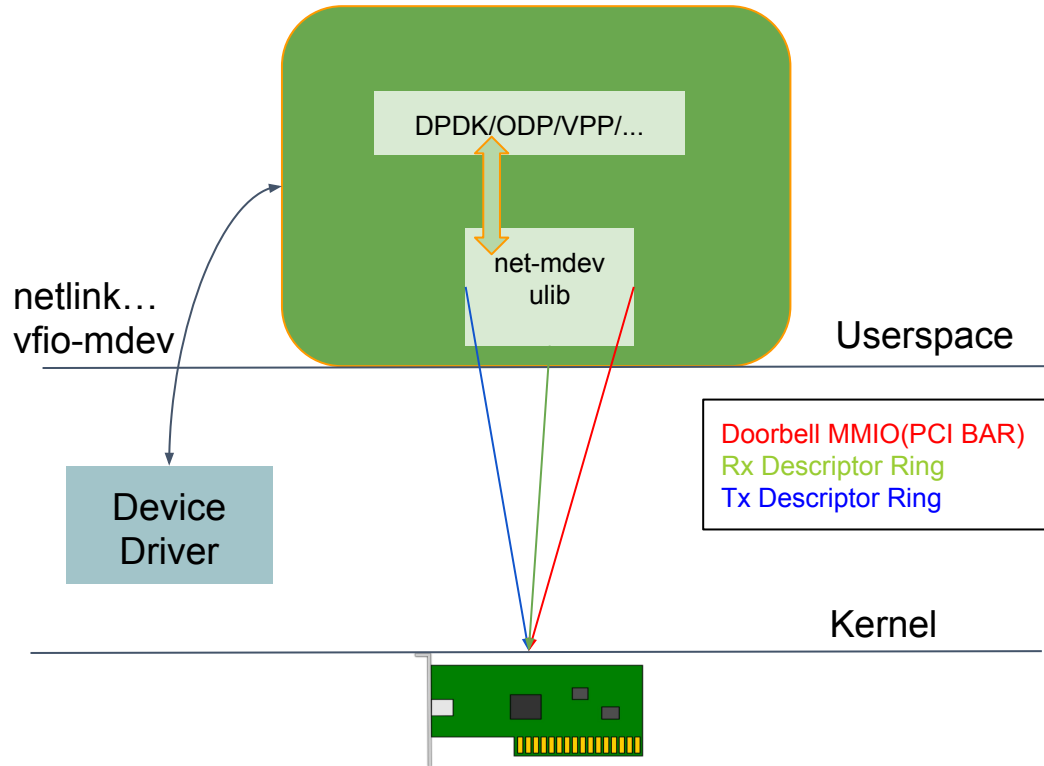 DPDK/ODP/VPP/...
net-mdev
ulib
netlink…
vfio-mdev
Userspace
Doorbell MMIO(PCI BAR)
Rx Descriptor Ring
Tx Descriptor Ring
Device
Driver
Kernel